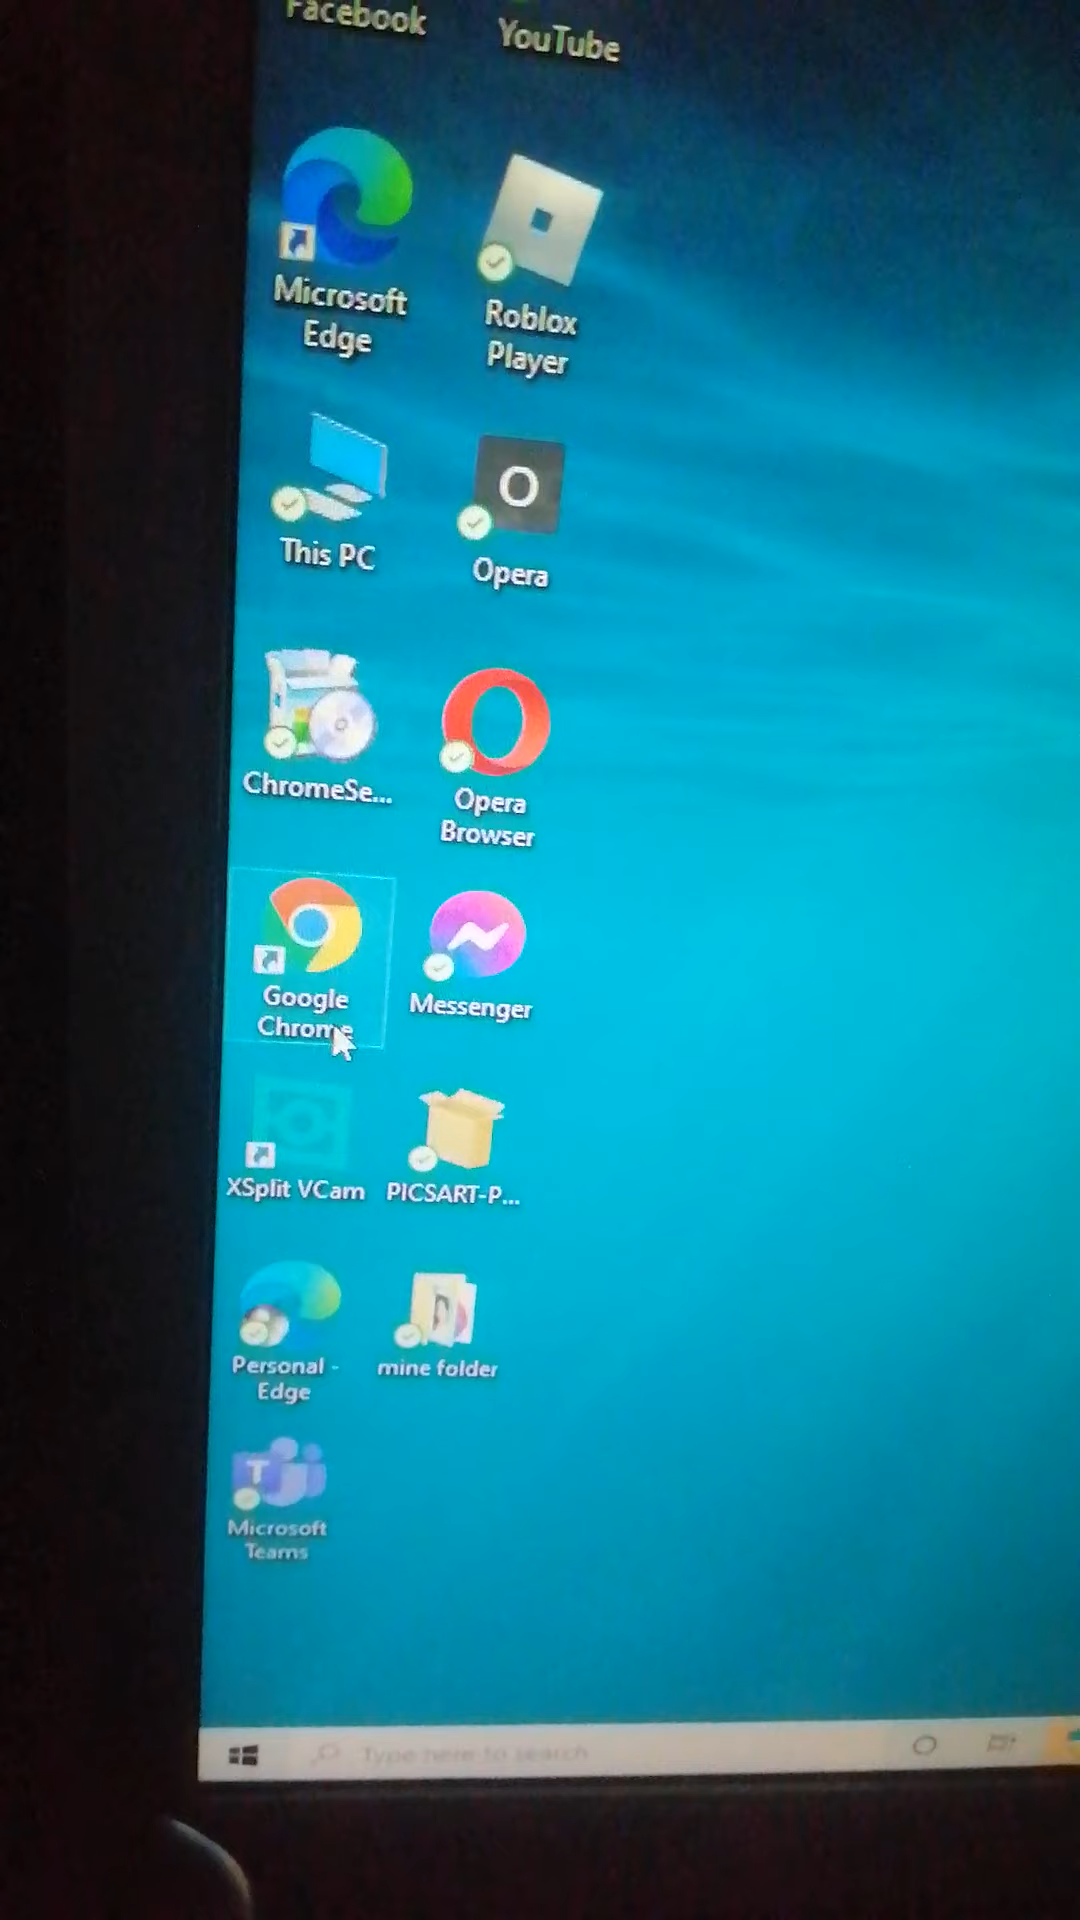 Facebook
YouTube
Microsoft
Edge
Roblox
Player
This PC
Opera
ChromeSe...
Opera
Browser
Google
Chrome
Messenger
XSplit VCam
PICSART-P...
Personal -
Edge
mine folder
Microsoft
Teams
Type here to search